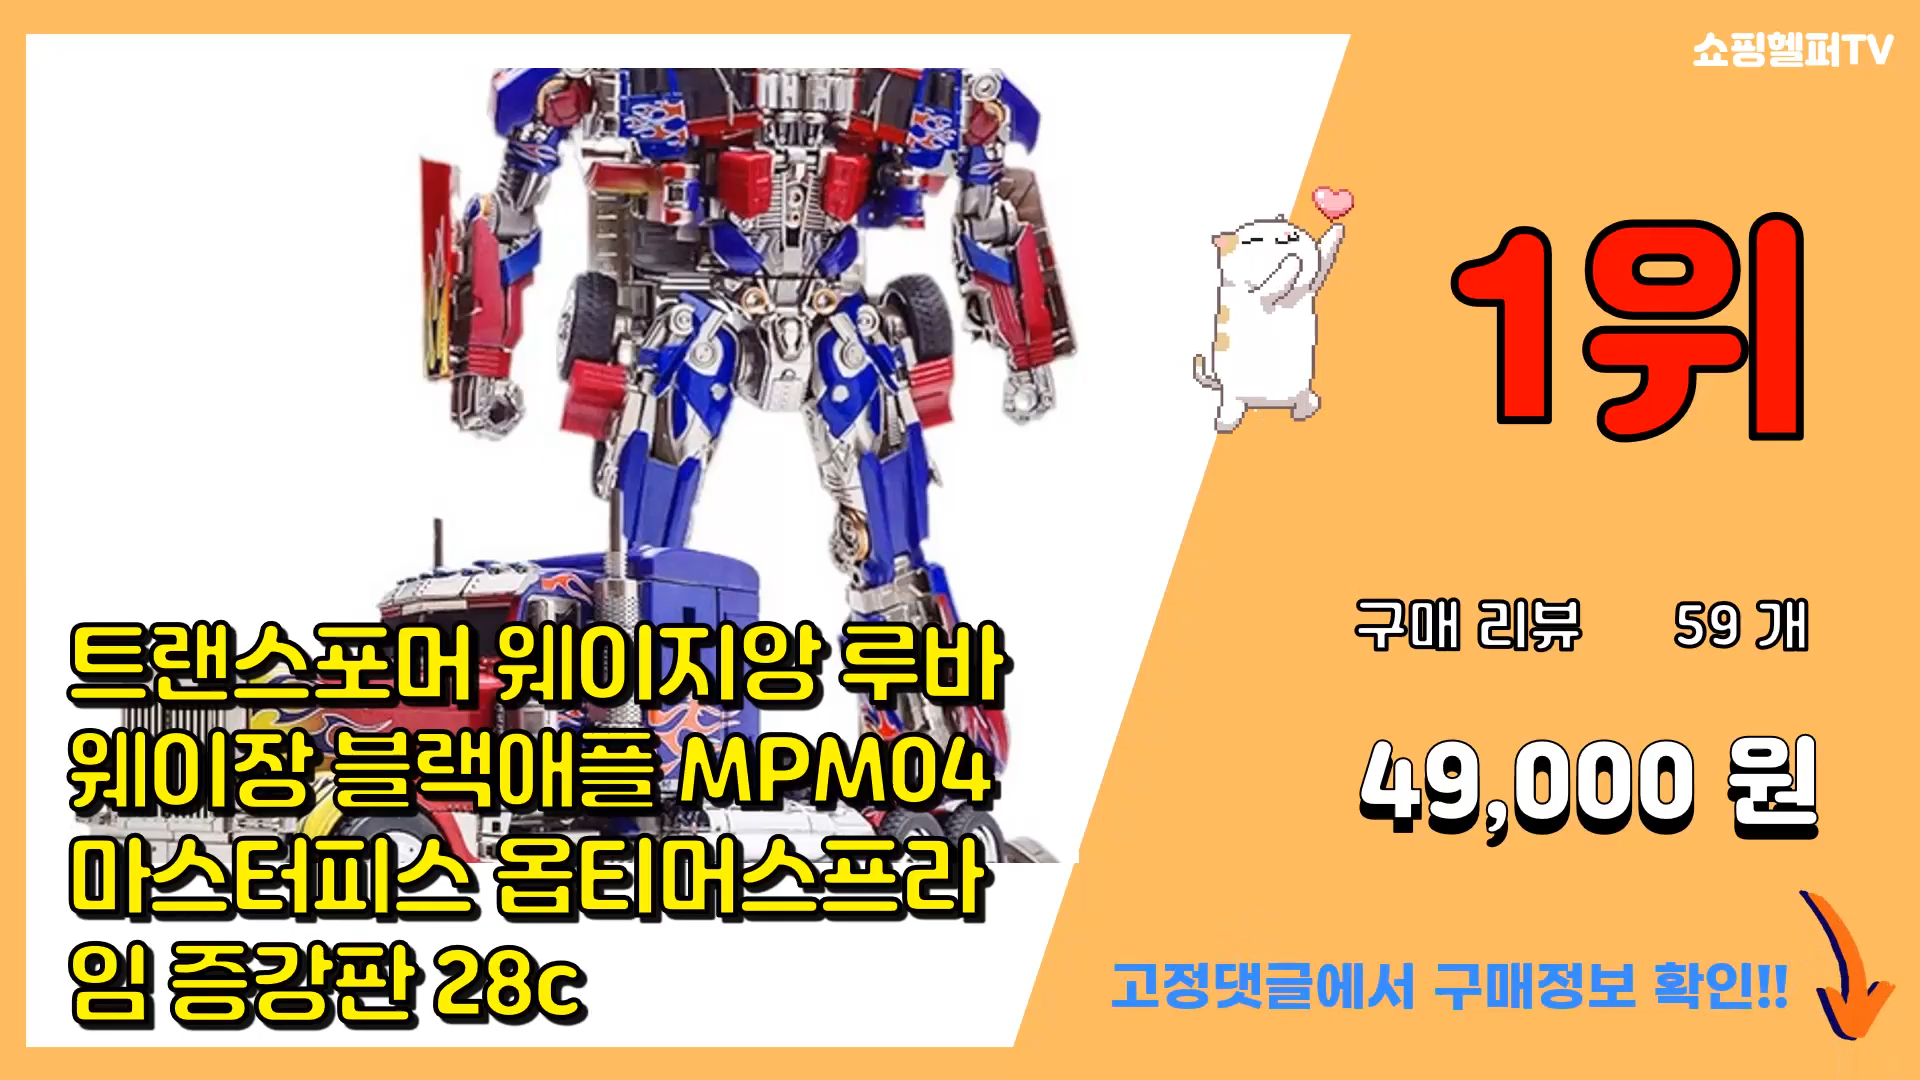 쇼핑헬퍼TV
1위
구매 리뷰 59 개
49,000 원
트랜스포머 웨이지앙 루바
웨이장 블랙애플 MPM04
마스터피스 옵티머스프라
임 증강판 28c
고정댓글에서 구매정보 확인!!